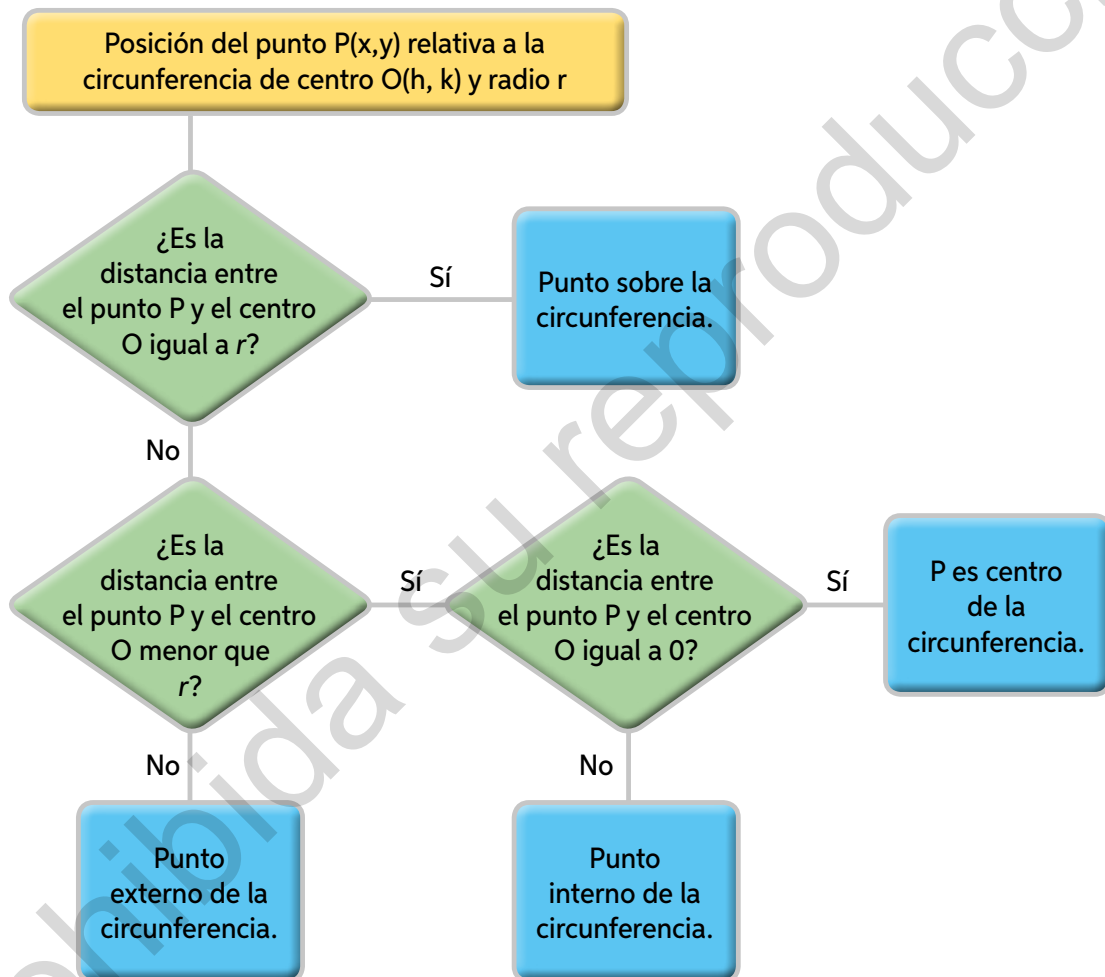 Posición del punto P(x,y) relativa a la
circunferencia de centro O(h, k) y radio r
¿Es la
distancia entre
el punto P y el centro
O igual a r?
Sí
Punto sobre la
circunferencia.
No
¿Es la
distancia entre
el punto P y el centro
O menor que
r?
Sí
¿Es la
distancia entre
el punto P y el centro
O igual a 0?
Sí
P es centro
de la
circunferencia.
No
No
Punto
externo de la
circunferencia.
Punto
interno de la
circunferencia.
su